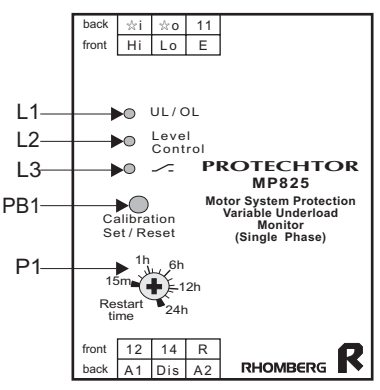 back ☆i ☆o 11
front Hi Lo E
L1 UL/OL
L2 Level
Control
L3
PROTECHTOR
MP825
Motor System Protection
Variable Underload
Monitor
(Single Phase)
PB1
Calibration
Set/Reset
P1
1h
6h
15m
12h
24h
Restart
time
front 12 14 R
back A1 Dis A2
RHOMBERG R